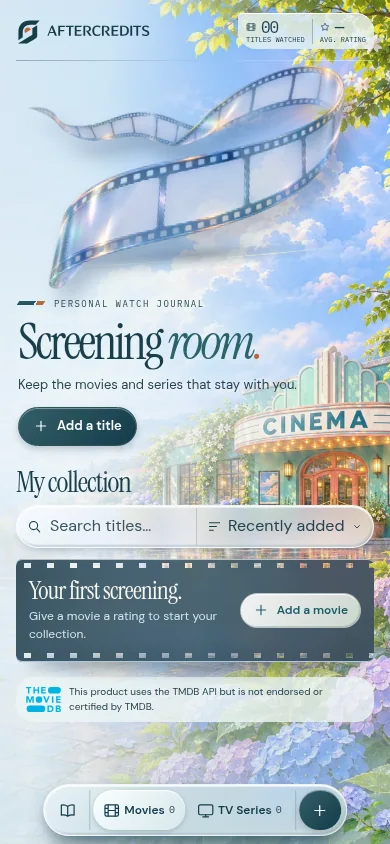 AFTERCREDITS
00
TITLES WATCHED
—
AVG. RATING
PERSONAL WATCH JOURNAL
Screening room.
Keep the movies and series that stay with you.
Add a title
CINEMA
My collection
Search titles...
Recently added
Your first screening.
Give a movie a rating to start your
collection.
Add a movie
THE
MOVIE
DB
This product uses the TMDB API but is not endorsed or
certified by TMDB.
Movies 0
TV Series 0